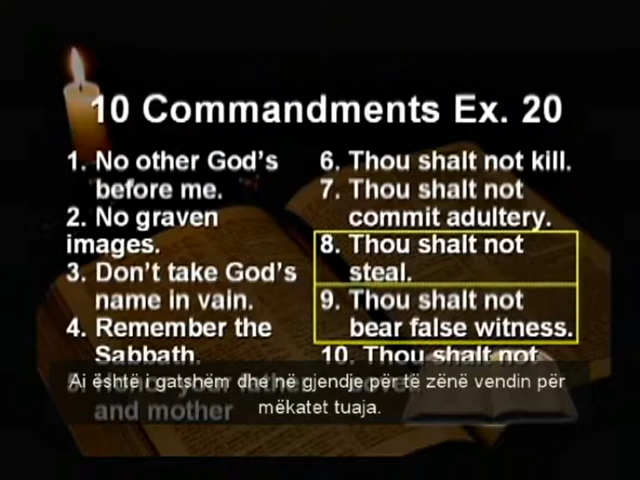 10 Commandments Ex. 20
1. No other God's
before me.
2. No graven
images.
3. Don't take God's
name in vain.
4. Remember the
Sabbath.
and mother
6. Thou shalt not kill.
7. Thou shalt not
commit adultery.
8. Thou shalt not
steal.
9. Thou shalt not
bear false witness.
10. Thou shalt not
Ai është i gatshëm dhe në gjendje për të zënë vendin për
mëkatet tuaja.